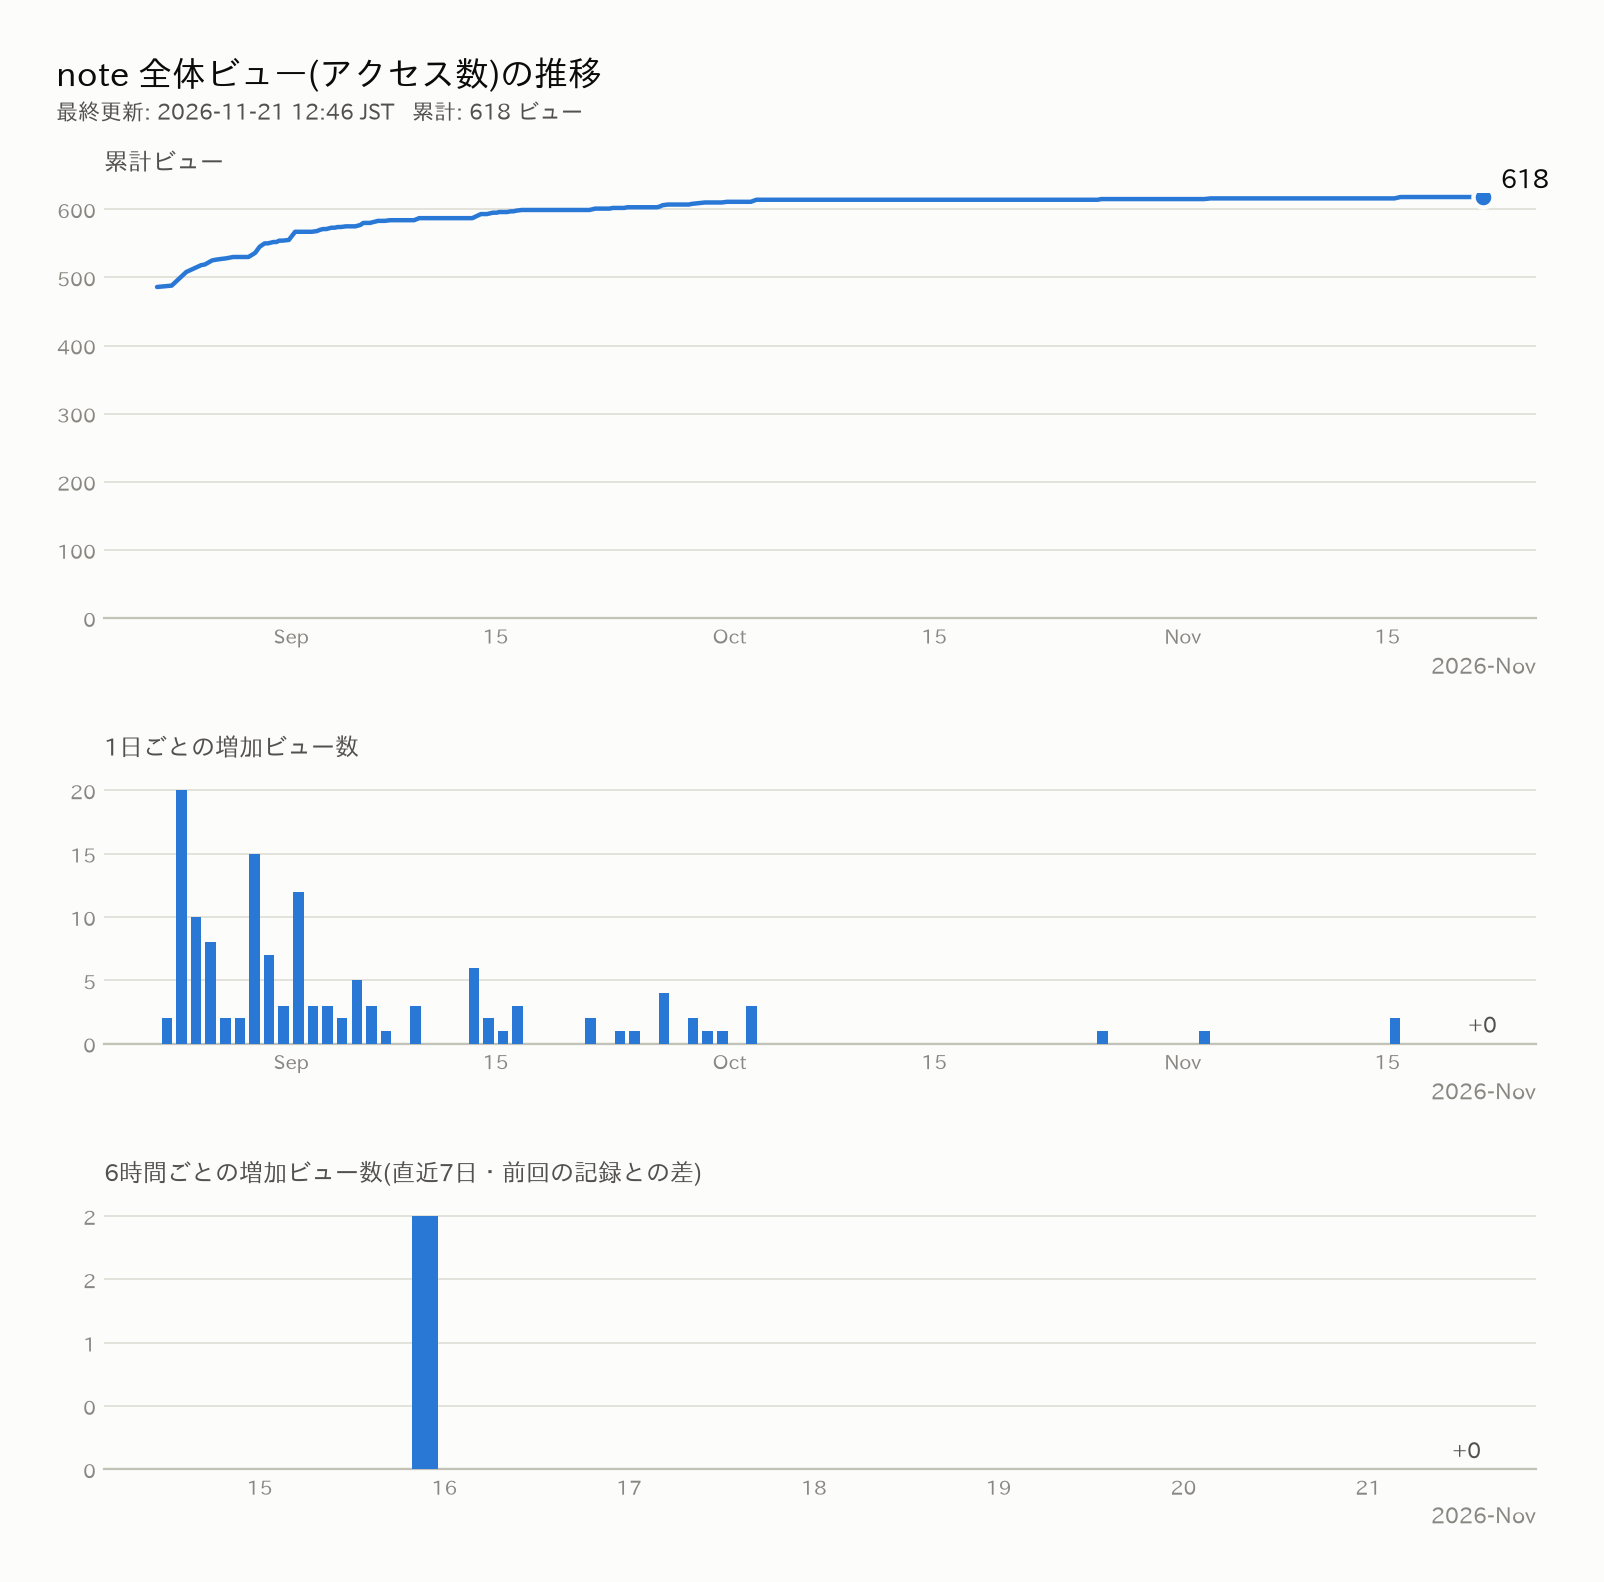 note 全体ビュー(アクセス数)の推移
最終更新: 2026-11-21 12:46 JST 累計: 618 ビュー
累計ビュー
618
600
500
400
300
200
100
0
Sep 15 Oct 15 Nov 15
2026-Nov
1日ごとの増加ビュー数
20
15
10
5
+0
0
Sep 15 Oct 15 Nov 15
2026-Nov
6時間ごとの増加ビュー数(直近7日・前回の記録との差)
2
2
1
0
+0
0
15 16 17 18 19 20 21
2026-Nov